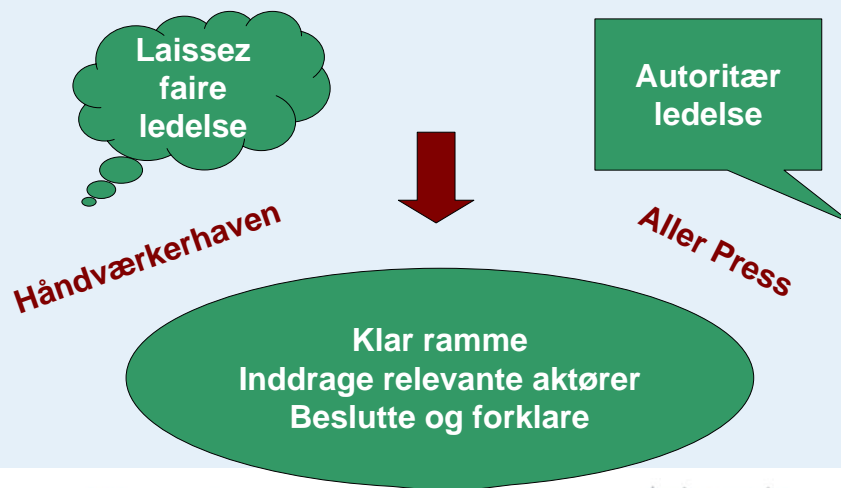 Laissez
faire
ledelse
Autoritær
ledelse
Håndværkerhaven
Aller Press
Klar ramme
Inddrage relevante aktører
Beslutte og forklare